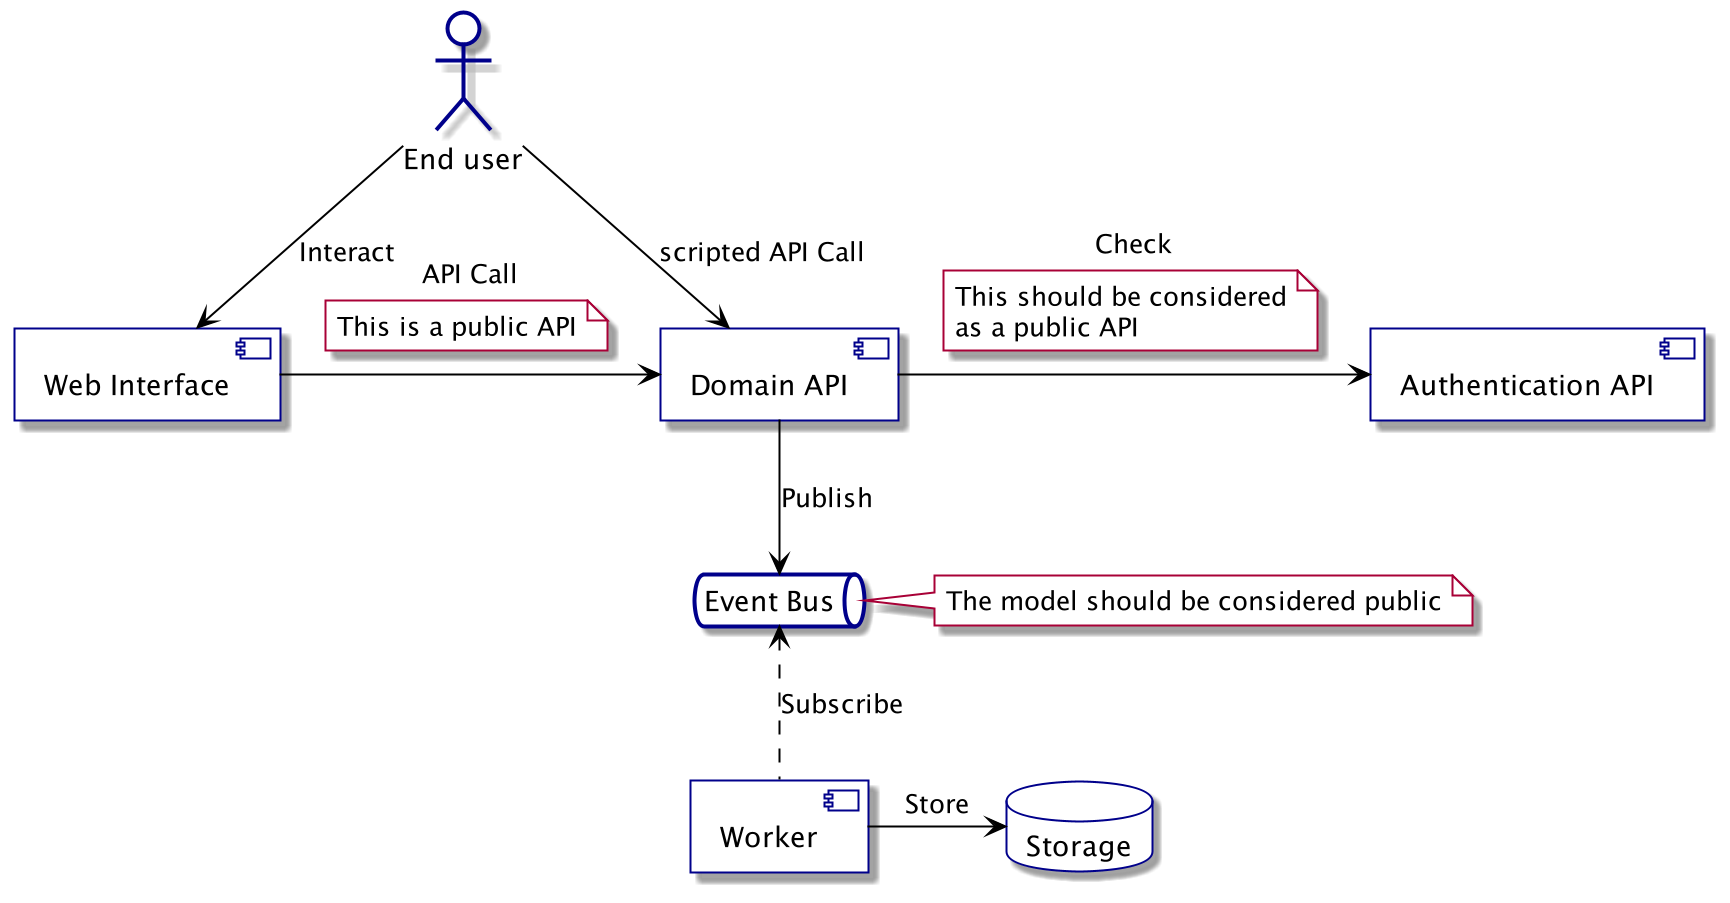 End user
Interact
scripted API Call
Check
API Call
This should be considered
as a public API
This is a public API
Web Interface
Domain API
Authentication API
Publish
Event Bus
The model should be considered public
Subscribe
Store
Worker
Storage